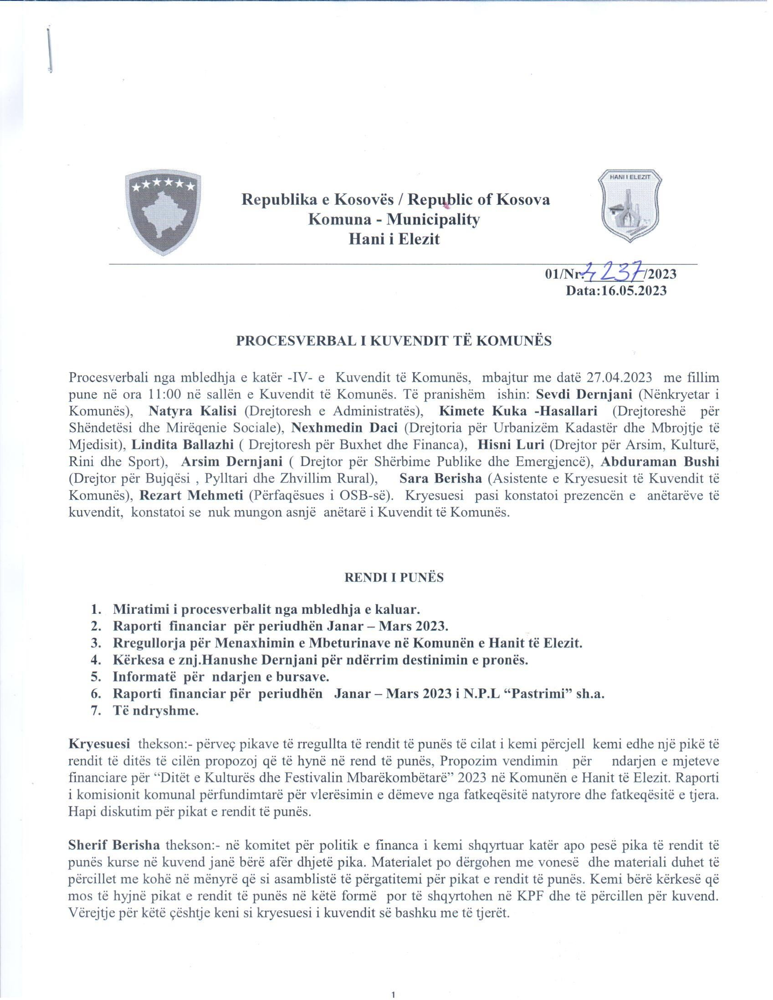 HANI I ELEZIT
Republika e Kosovës / Republic of Kosova
Komuna - Municipality
Hani i Elezit
01/Nr. 4237/2023
Data:16.05.2023
PROCESVERBAL I KUVENDIT TË KOMUNËS
Procesverbali nga mbledhja e katër -IV- e Kuvendit të Komunës, mbajtur me datë 27.04.2023 me fillim
pune në ora 11:00 në sallën e Kuvendit të Komunës. Të pranishëm ishin: Sevdi Dernjani (Nënkryetar i
Komunës), Natyra Kalisi (Drejtoresh e Administratës), Kimete Kuka -Hasallari (Drejtoreshë për
Shëndetësi dhe Mirëqenie Sociale), Nexhmedin Daci (Drejtoria për Urbanizëm Kadastër dhe Mbrojtje të
Mjedisit), Lindita Ballazhi ( Drejtoresh për Buxhet dhe Financa), Hisni Luri (Drejtor për Arsim, Kulturë,
Rini dhe Sport), Arsim Dernjani ( Drejtor për Shërbime Publike dhe Emergjencë), Abduraman Bushi
(Drejtor për Bujqësi , Pylltari dhe Zhvillim Rural), Sara Berisha (Asistente e Kryesuesit të Kuvendit të
Komunës), Rezart Mehmeti (Përfaqësues i OSB-së). Kryesuesi pasi konstatoi prezencën e anëtarëve të
kuvendit, konstatoi se nuk mungon asnjë anëtarë i Kuvendit të Komunës.
RENDI I PUNËS
1. Miratimi i procesverbalit nga mbledhja e kaluar.
2. Raporti financiar për periudhën Janar – Mars 2023.
3. Rregullorja për Menaxhimin e Mbeturinave në Komunën e Hanit të Elezit.
4. Kërkesa e znj.Hanushe Dernjani për ndërrim destinimin e pronës.
5. Informatë për ndarjen e bursave.
6. Raporti financiar për periudhën Janar – Mars 2023 i N.P.L “Pastrimi” sh.a.
7. Të ndryshme.
Kryesuesi thekson:- përveç pikave të rregullta të rendit të punës të cilat i kemi përcjell kemi edhe një pikë të
rendit të ditës të cilën propozoj që të hynë në rend të punës, Propozim vendimin për ndarjen e mjeteve
financiare për “Ditët e Kulturës dhe Festivalin Mbarëkombëtarë” 2023 në Komunën e Hanit të Elezit. Raporti
i komisionit komunal përfundimtarë për vlerësimin e dëmeve nga fatkeqësitë natyrore dhe fatkeqësitë e tjera.
Hapi diskutim për pikat e rendit të punës.
Sherif Berisha thekson:- në komitet për politik e financa i kemi shqyrtuar katër apo pesë pika të rendit të
punës kurse në kuvend janë bërë afër dhjetë pika. Materialet po dërgohen me vonesë dhe materiali duhet të
përcillet me kohë në mënyrë që si asamblistë të përgatitemi për pikat e rendit të punës. Kemi bërë kërkesë që
mos të hyjnë pikat e rendit të punës në këtë formë por të shqyrtohen në KPF dhe të përcillen për kuvend.
Vërejtje për këtë çështje keni si kryesuesi i kuvendit së bashku me të tjerët.
1